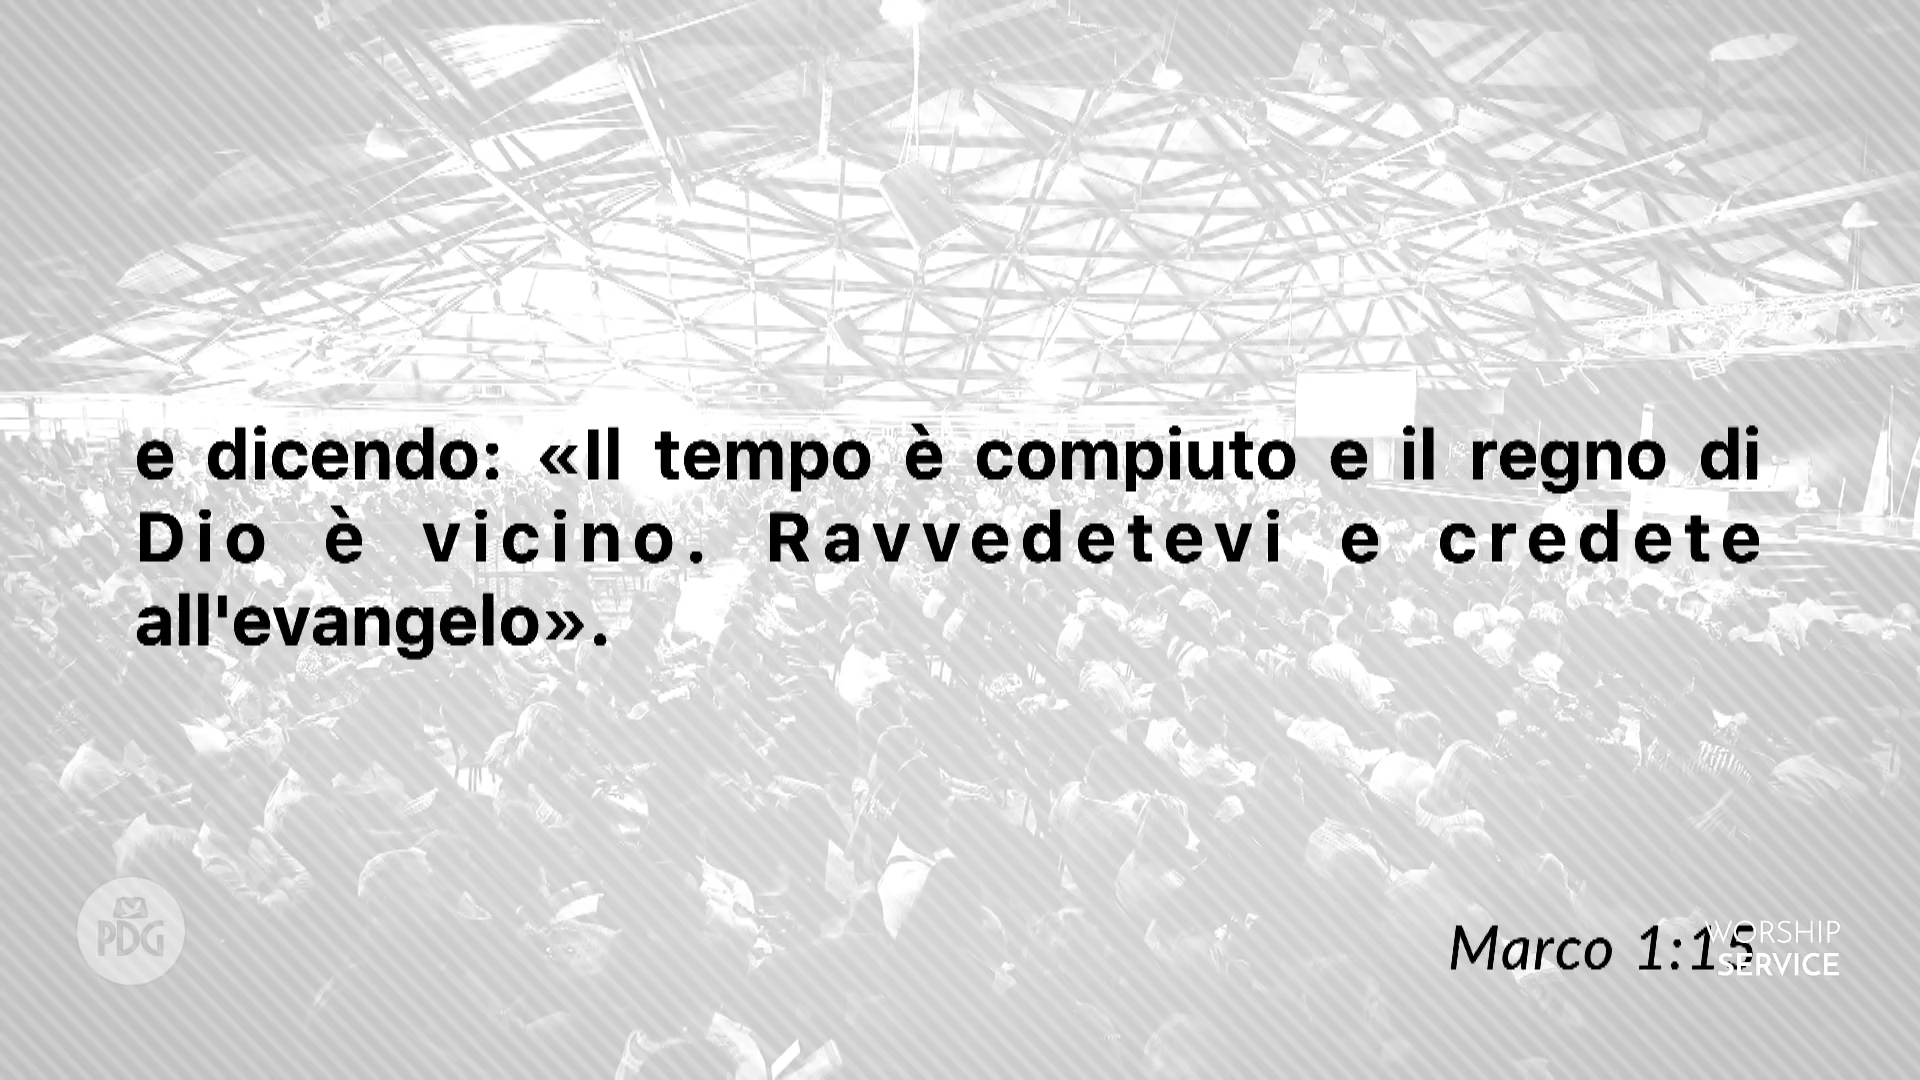 e dicendo: «Il tempo è compiuto e il regno di
Dio è vicino. Ravvedetevi e credete
all'evangelo».
PDG
Marco 1:15
WORSHIP
SERVICE